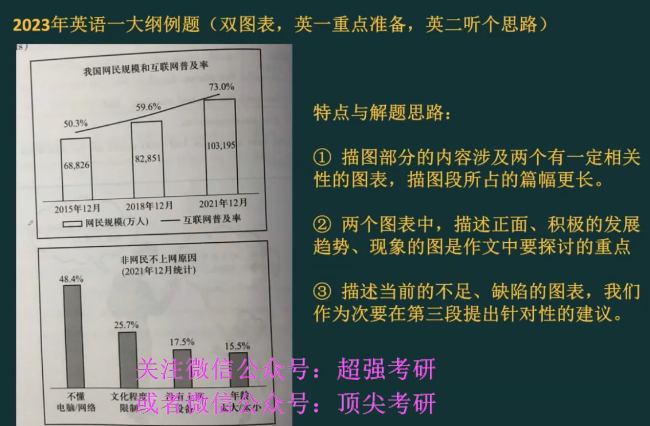 2023年英语一大纲例题（双图表，英一重点准备，英二听个思路）
我国网民规模和互联网普及率
73.0%
59.6%
50.3%
68,826
82,851
103,195
2015年12月 2018年12月 2021年12月
网民规模(万人) 互联网普及率
非网民不上网原因
(2021年12月统计)
48.4%
25.7%
17.5%
15.5%
不懂
电脑/网络
文化程度
限制
年龄
特点与解题思路：
① 描图部分的内容涉及两个有一定相关
性的图表，描图段所占的篇幅更长。
② 两个图表中，描述正面、积极的发展
趋势、现象的图是作文中要探讨的重点
③ 描述当前的不足、缺陷的图表，我们
作为次要在第三段提出针对性的建议。
关注微信公众号：超强考研
或者微信公众号：顶尖考研